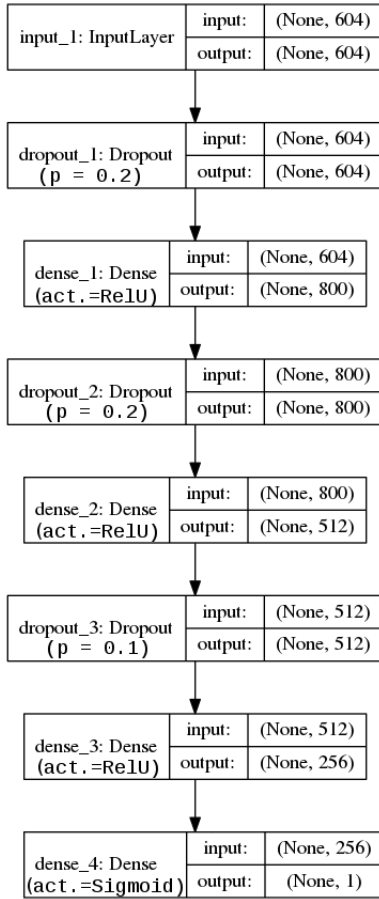 input_1: InputLayer
input: (None, 604)
output: (None, 604)
dropout_1: Dropout
(p = 0.2)
input: (None, 604)
output: (None, 604)
dense_1: Dense
(act.=RelU)
input: (None, 604)
output: (None, 800)
dropout_2: Dropout
(p = 0.2)
input: (None, 800)
output: (None, 800)
dense_2: Dense
(act.=RelU)
input: (None, 800)
output: (None, 512)
dropout_3: Dropout
(p = 0.1)
input: (None, 512)
output: (None, 512)
dense_3: Dense
(act.=RelU)
input: (None, 512)
output: (None, 256)
dense_4: Dense
(act.=Sigmoid)
input: (None, 256)
output: (None, 1)